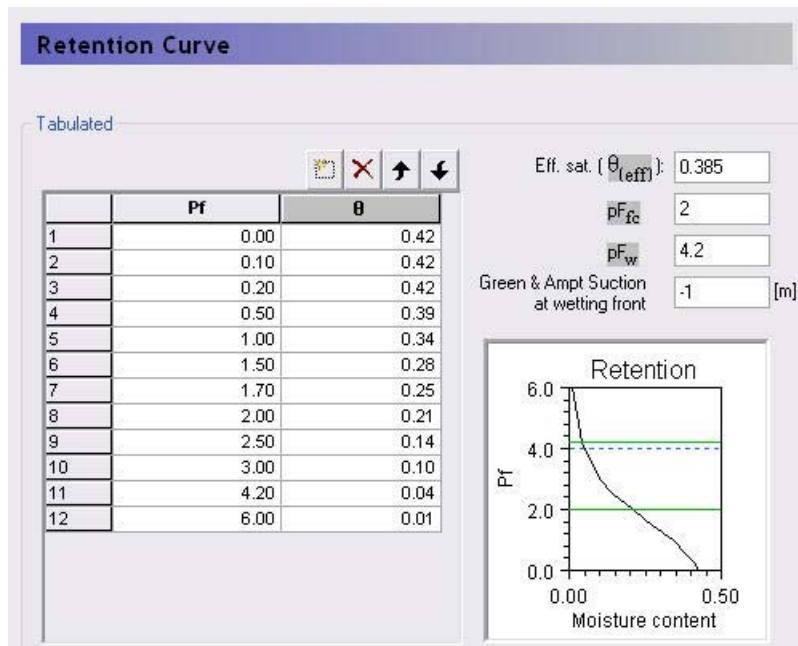 Retention Curve
Tabulated
Pf θ
1 0.00 0.42
2 0.10 0.42
3 0.20 0.42
4 0.50 0.39
5 1.00 0.34
6 1.50 0.28
7 1.70 0.25
8 2.00 0.21
9 2.50 0.14
10 3.00 0.10
11 4.20 0.04
12 6.00 0.01
Eff. sat. ( θ(eff) ): 0.385
pFfc 2
pFw 4.2
Green & Ampt Suction
at wetting front -1 [m]
Retention
6.0
4.0
Pf
2.0
0.0
0.00 0.50
Moisture content